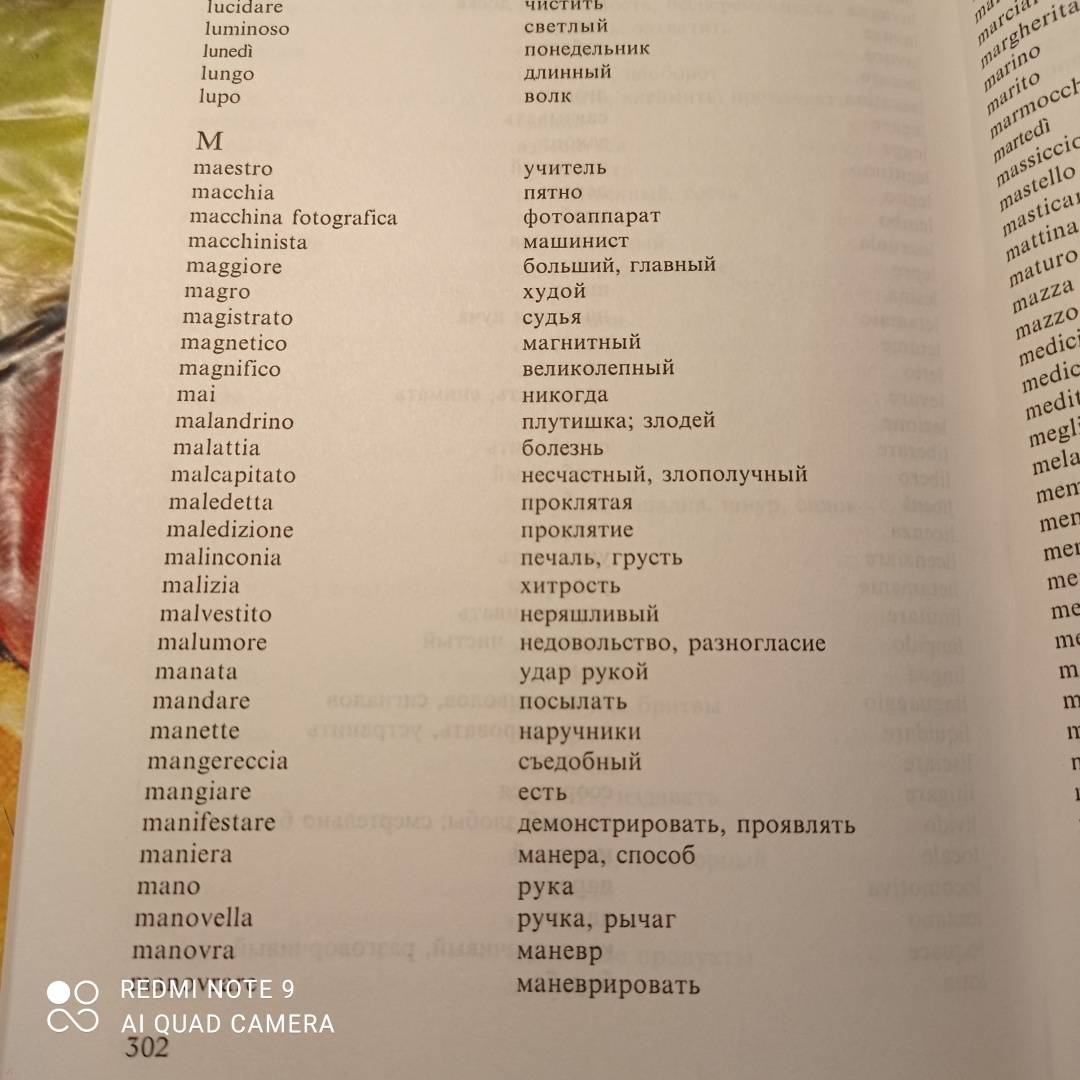 lucidare чистить
luminoso светлый
lunedì понедельник
lungo длинный
lupo волк
M
maestro учитель
macchia пятно
macchina fotografica фотоаппарат
macchinista машинист
maggiore больший, главный
magro худой
magistrato судья
magnetico магнитный
magnifico великолепный
mai никогда
malandrino плутишка; злодей
malattia болезнь
malcapitato несчастный, злополучный
maledetta проклятая
maledizione проклятие
malinconia печаль, грусть
malizia хитрость
malvestito неряшливый
malumore недовольство, разногласие
manata удар рукой
mandare посылать
manette наручники
mangereccia съедобный
mangiare есть
manifestare демонстрировать, проявлять
maniera манера, способ
mano рука
manovella ручка, рычаг
manovra маневр
manovrare маневрировать
302
margherita
marino
marito
martedì
massiccio
mastello
mattina
maturo
mazza
mazzo
REDMI NOTE 9
AI QUAD CAMERA